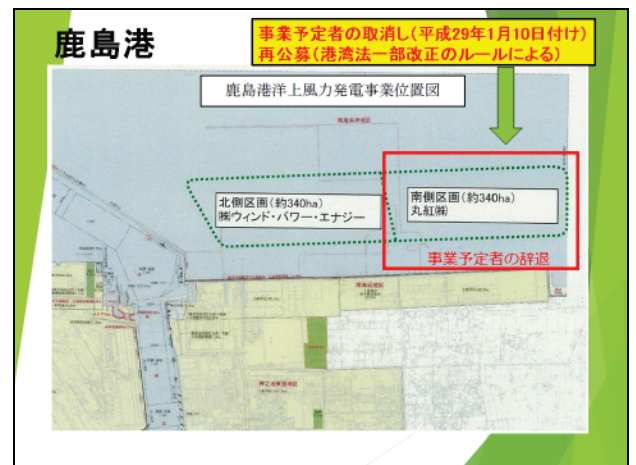 鹿島港
事業予定者の取消し(平成29年1月10日付け)
再公募(港湾法一部改正のルールによる)
鹿島港洋上風力発電事業位置図
北側区画(約340ha)
㈱ウィンド・パワー・エナジー
南側区画(約340ha)
丸紅㈱
事業予定者の辞退